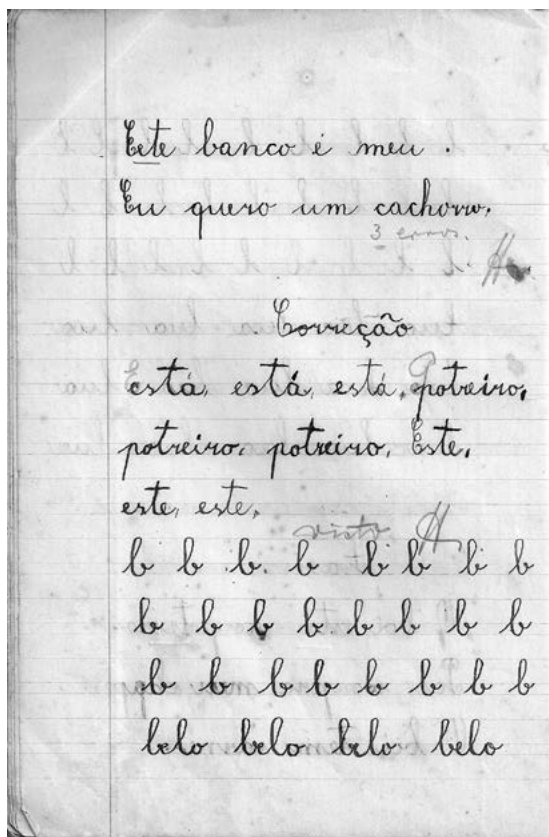 Este banco é meu.
Eu quero um cachorro.
3 erros.
Correção
está, está, está, potreiro,
potreiro, potreiro, Este,
este, este,
visto
b b b b b b b b
b b b b b b b b
b b b b b b b b
belo belo belo belo